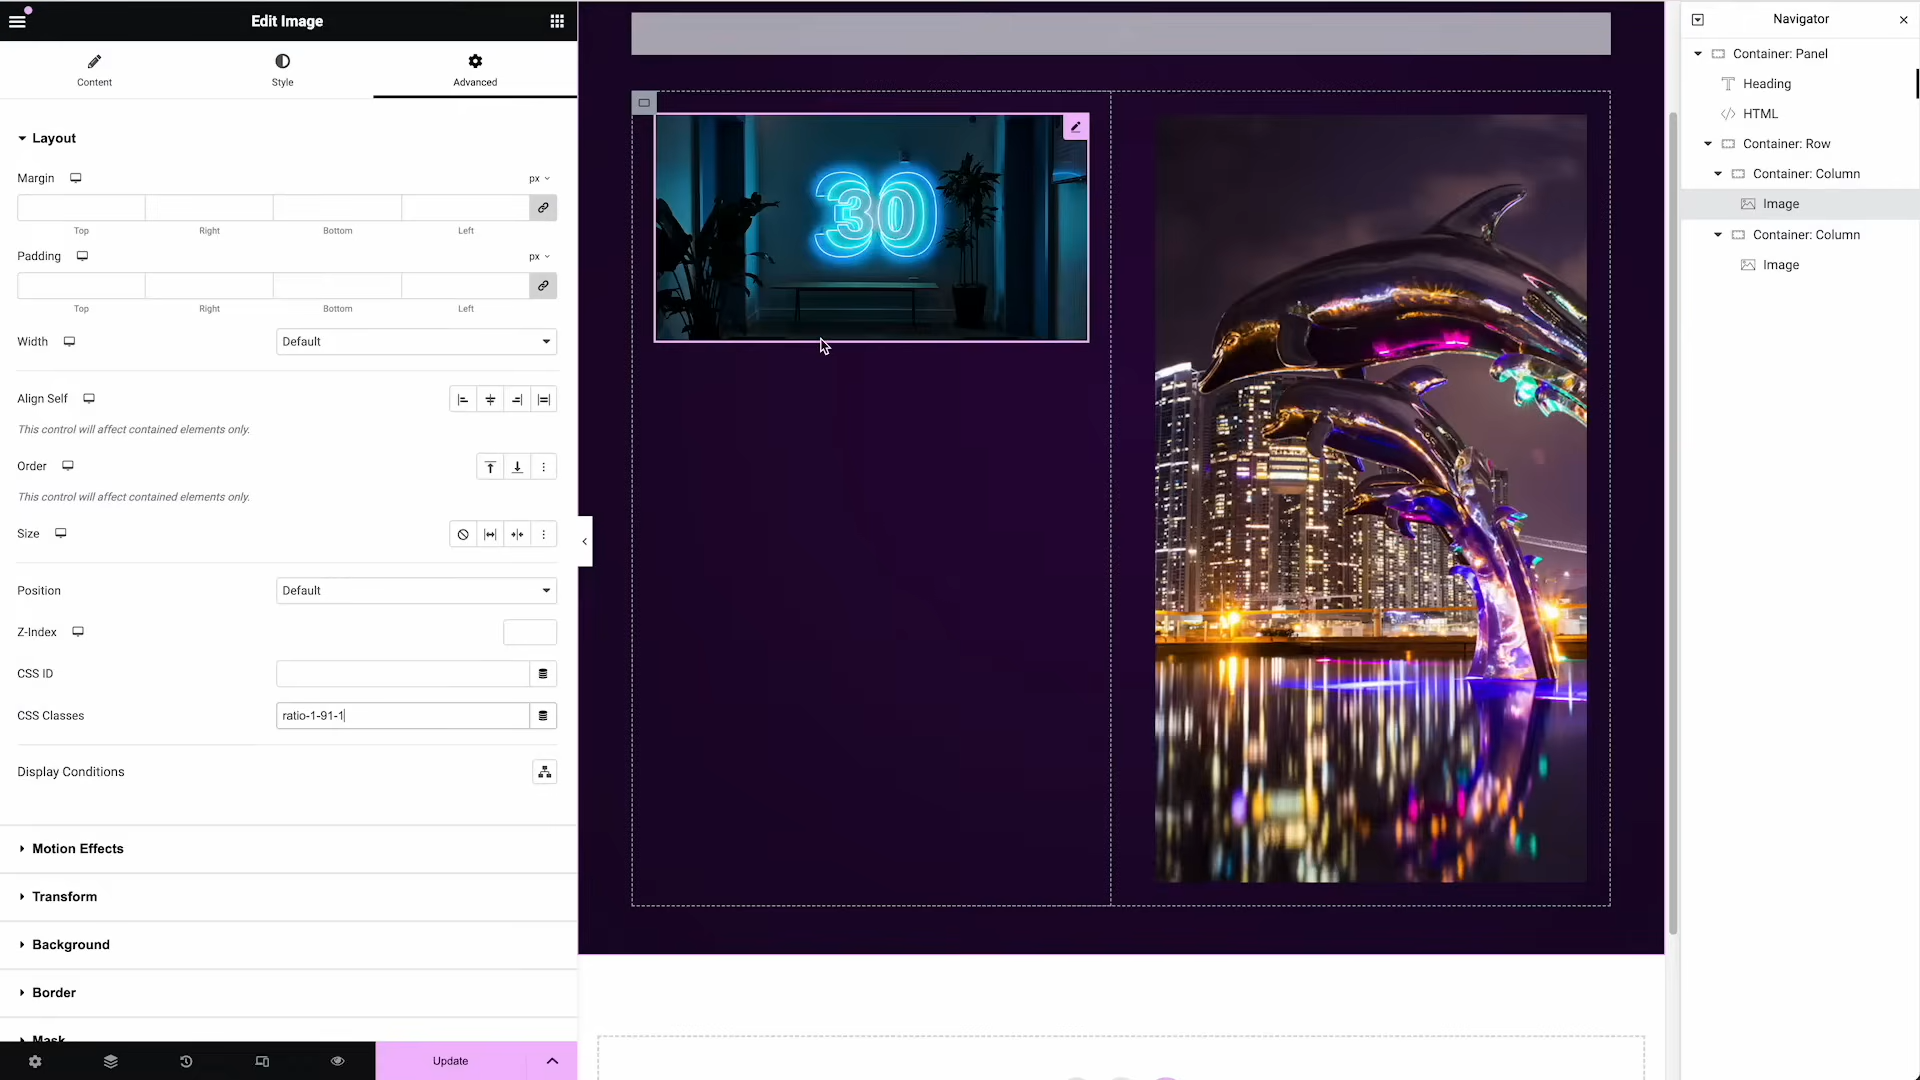 Edit Image
Content
Style
Advanced
Layout
Margin
px
Top
Right
Bottom
Left
Padding
px
Top
Right
Bottom
Left
Width
Default
Align Self
This control will affect contained elements only.
Order
This control will affect contained elements only.
Size
Position
Default
Z-Index
CSS ID
CSS Classes
ratio-1-91-1
Display Conditions
Motion Effects
Transform
Background
Border
Mask
Update
30
Navigator
Container: Panel
Heading
HTML
Container: Row
Container: Column
Image
Container: Column
Image